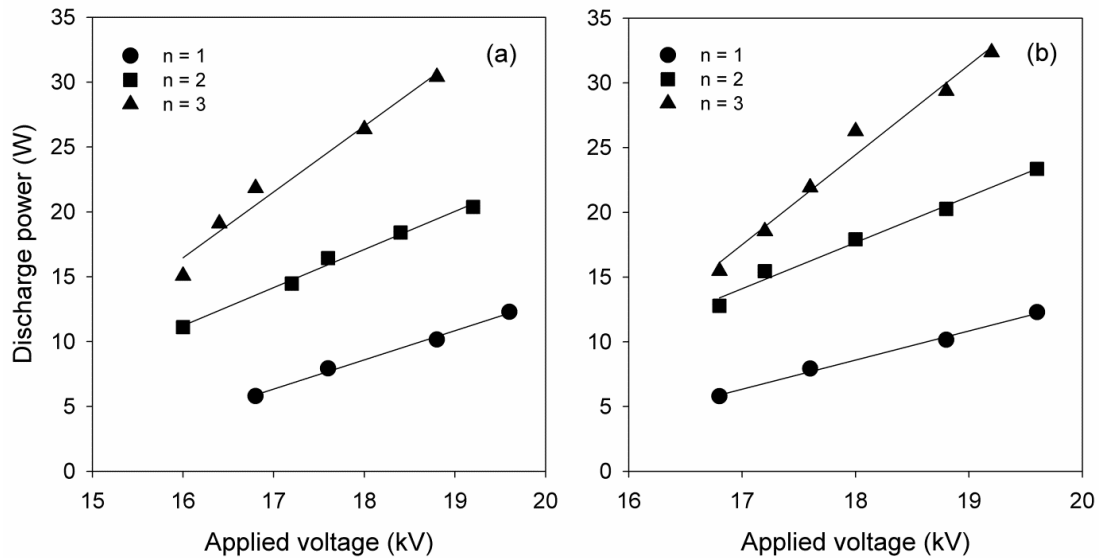 Discharge power (W)
35
30
25
20
15
10
5
0
n = 1
n = 2
n = 3
(a)
15 16 17 18 19 20
Applied voltage (kV)
35
30
25
20
15
10
5
0
n = 1
n = 2
n = 3
(b)
16 17 18 19 20
Applied voltage (kV)